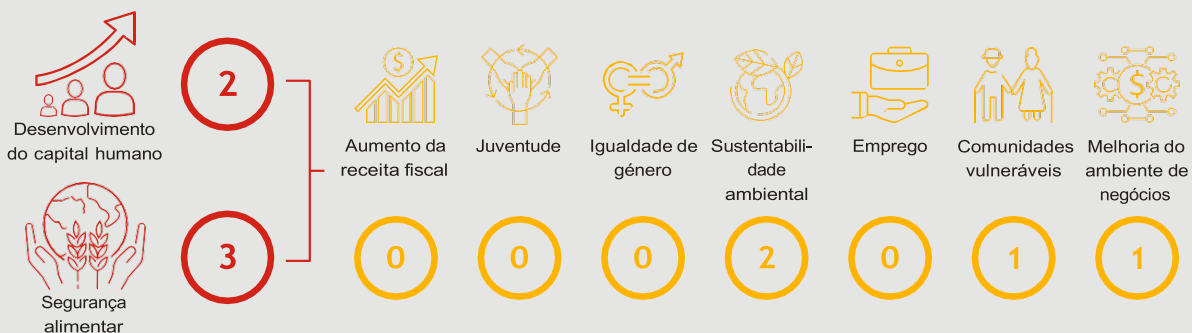 2
Desenvolvimento
do capital humano
3
Segurança
alimentar
$
Aumento da
receita fiscal
0
Juventude
0
Igualdade de
género
0
Sustentabili-
dade
ambiental
2
Emprego
0
Comunidades
vulneráveis
1
$
Melhoria do
ambiente de
negócios
1